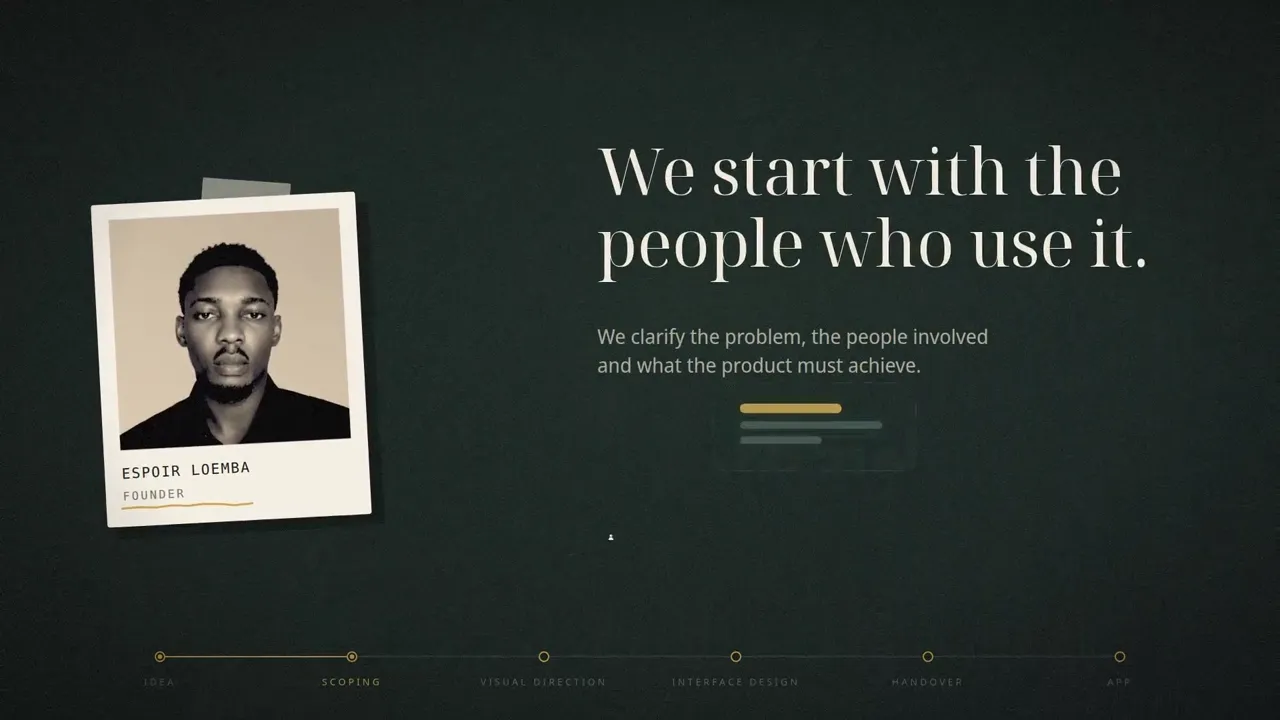 We start with the
people who use it.
We clarify the problem, the people involved
and what the product must achieve.
ESPOIR LOEMBA
FOUNDER
IDEA
SCOPING
VISUAL DIRECTION
INTERFACE DESIGN
HANDOVER
APP